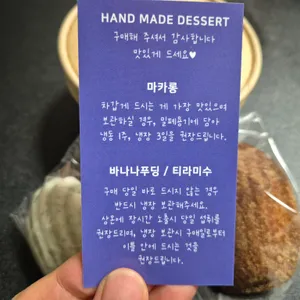 HAND MADE DESSERT
구매해 주셔서 감사합니다
맛있게 드세요♥
마카롱
차갑게 드시는 게 가장 맛있으며
보관하실 경우, 밀폐용기에 담아
냉동 1주, 냉장 3일을 권장드립니다.
바나나푸딩 / 티라미수
구매 당일 바로 드시지 않는 경우
반드시 냉장 보관해주세요.
상온에 장시간 노출시 당일 섭취를
권장드리며, 냉장 보관시 구매일로부터
이틀 안에 드시는 것을
권장드립니다.